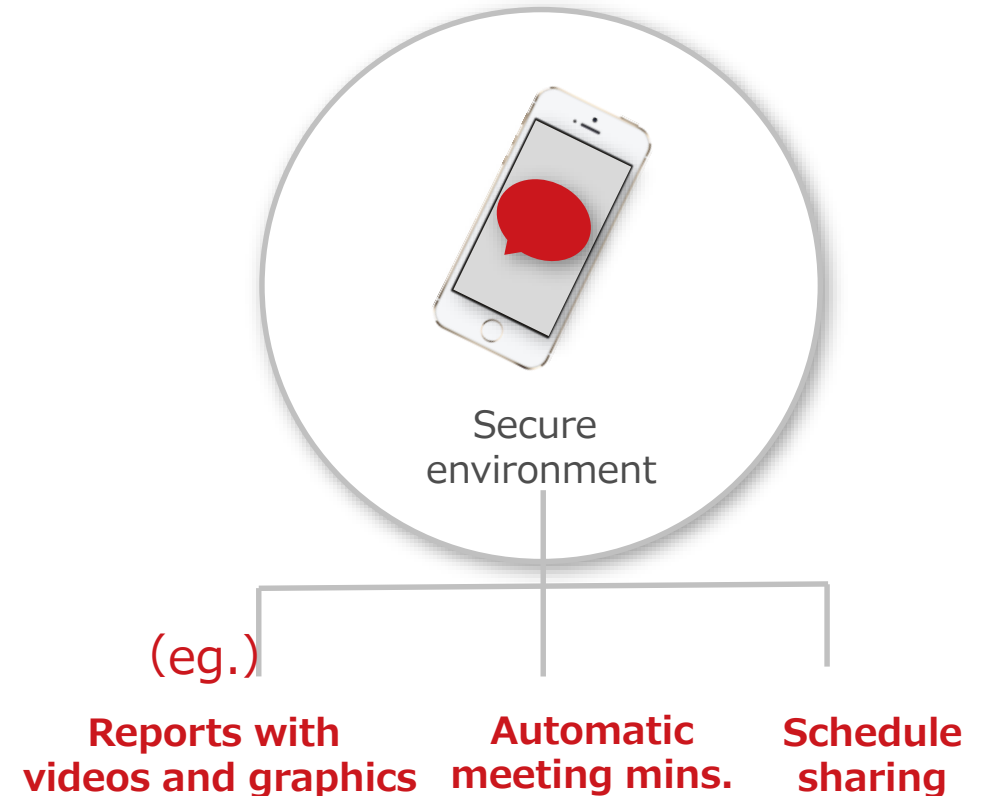 Secure
environment
(eg.)
Reports with
videos and graphics
Automatic
meeting mins.
Schedule
sharing